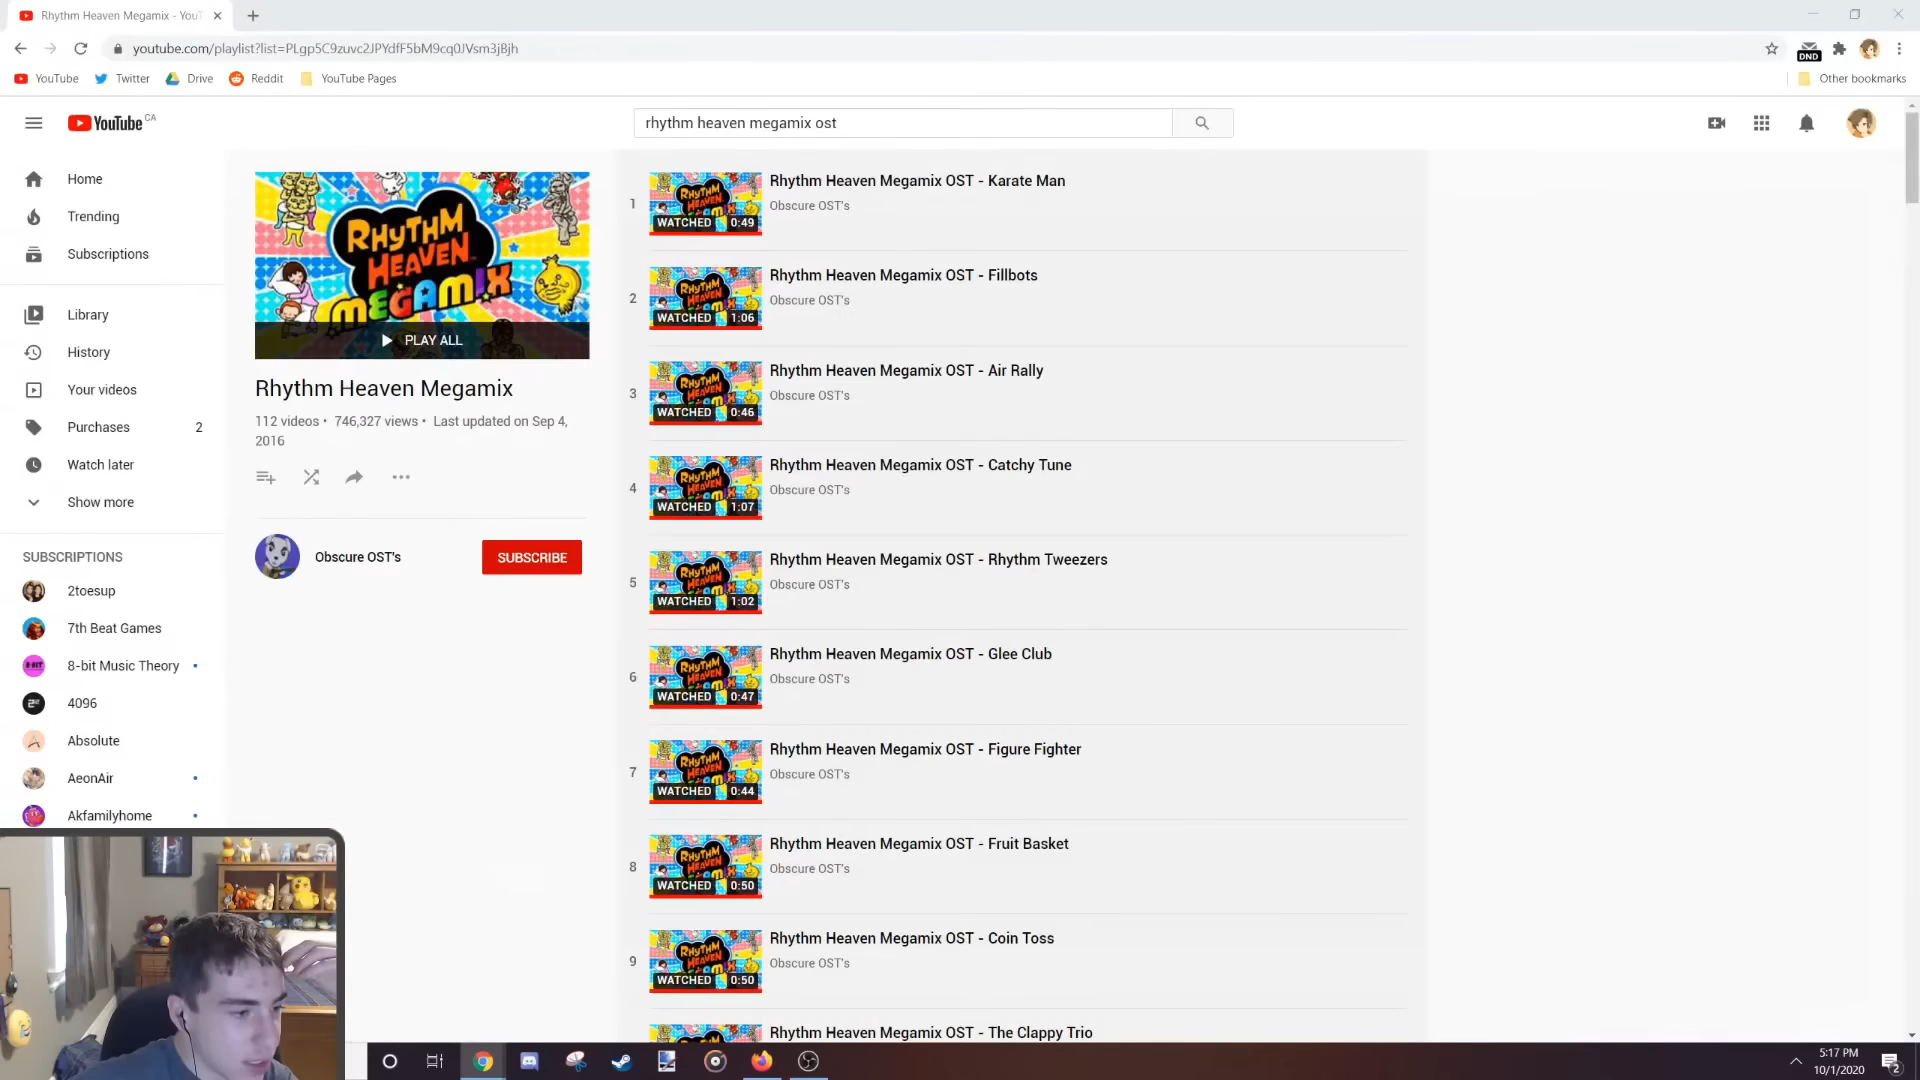 Rhythm Heaven Megamix - YouT
youtube.com/playlist?list=PLgp5C9zuvc2JPYdfF5bM9cq0JVsm3jBjh
DND
YouTube
Twitter
Drive
Reddit
YouTube Pages
Other bookmarks
YouTube CA
rhythm heaven megamix ost
Home
Trending
Subscriptions
Library
History
Your videos
Purchases 2
Watch later
Show more
SUBSCRIPTIONS
2toesup
7th Beat Games
8-bit Music Theory
4096
Absolute
AeonAir
Akfamilyhome
RHYTHM
HEAVEN
MEGAMIX
PLAY ALL
Rhythm Heaven Megamix
112 videos • 746,327 views • Last updated on Sep 4,
2016
Obscure OST's
SUBSCRIBE
1
WATCHED 0:49
Rhythm Heaven Megamix OST - Karate Man
Obscure OST's
2
WATCHED 1:06
Rhythm Heaven Megamix OST - Fillbots
Obscure OST's
3
WATCHED 0:46
Rhythm Heaven Megamix OST - Air Rally
Obscure OST's
4
WATCHED 1:07
Rhythm Heaven Megamix OST - Catchy Tune
Obscure OST's
5
WATCHED 1:02
Rhythm Heaven Megamix OST - Rhythm Tweezers
Obscure OST's
6
WATCHED 0:47
Rhythm Heaven Megamix OST - Glee Club
Obscure OST's
7
WATCHED 0:44
Rhythm Heaven Megamix OST - Figure Fighter
Obscure OST's
8
WATCHED 0:50
Rhythm Heaven Megamix OST - Fruit Basket
Obscure OST's
9
WATCHED 0:50
Rhythm Heaven Megamix OST - Coin Toss
Obscure OST's
Rhythm Heaven Megamix OST - The Clappy Trio
5:17 PM
10/1/2020
2